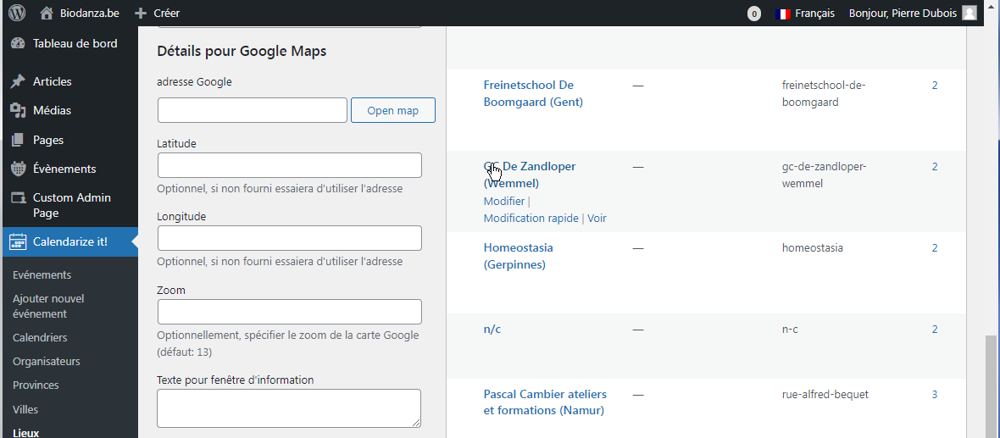 Biodanza.be
Créer
0
Français
Bonjour, Pierre Dubois
Tableau de bord
Articles
Médias
Pages
Évènements
Custom Admin
Page
Calendarize it!
Evénements
Ajouter nouvel
événement
Calendriers
Organisateurs
Provinces
Villes
Lieux
Détails pour Google Maps
adresse Google
Open map
Latitude
Optionnel, si non fourni essaiera d'utiliser l'adresse
Longitude
Optionnel, si non fourni essaiera d'utiliser l'adresse
Zoom
Optionnellement, spécifier le zoom de la carte Google
(défaut: 13)
Texte pour fenêtre d'information
Freinetschool De
Boomgaard (Gent)
—
freinetschool-de-
boomgaard
2
GC De Zandloper
(Wemmel)
Modifier |
Modification rapide | Voir
—
gc-de-zandloper-
wemmel
2
Homeostasia
(Gerpinnes)
—
homeostasia
2
n/c
—
n-c
2
Pascal Cambier ateliers
et formations (Namur)
—
rue-alfred-bequet
3